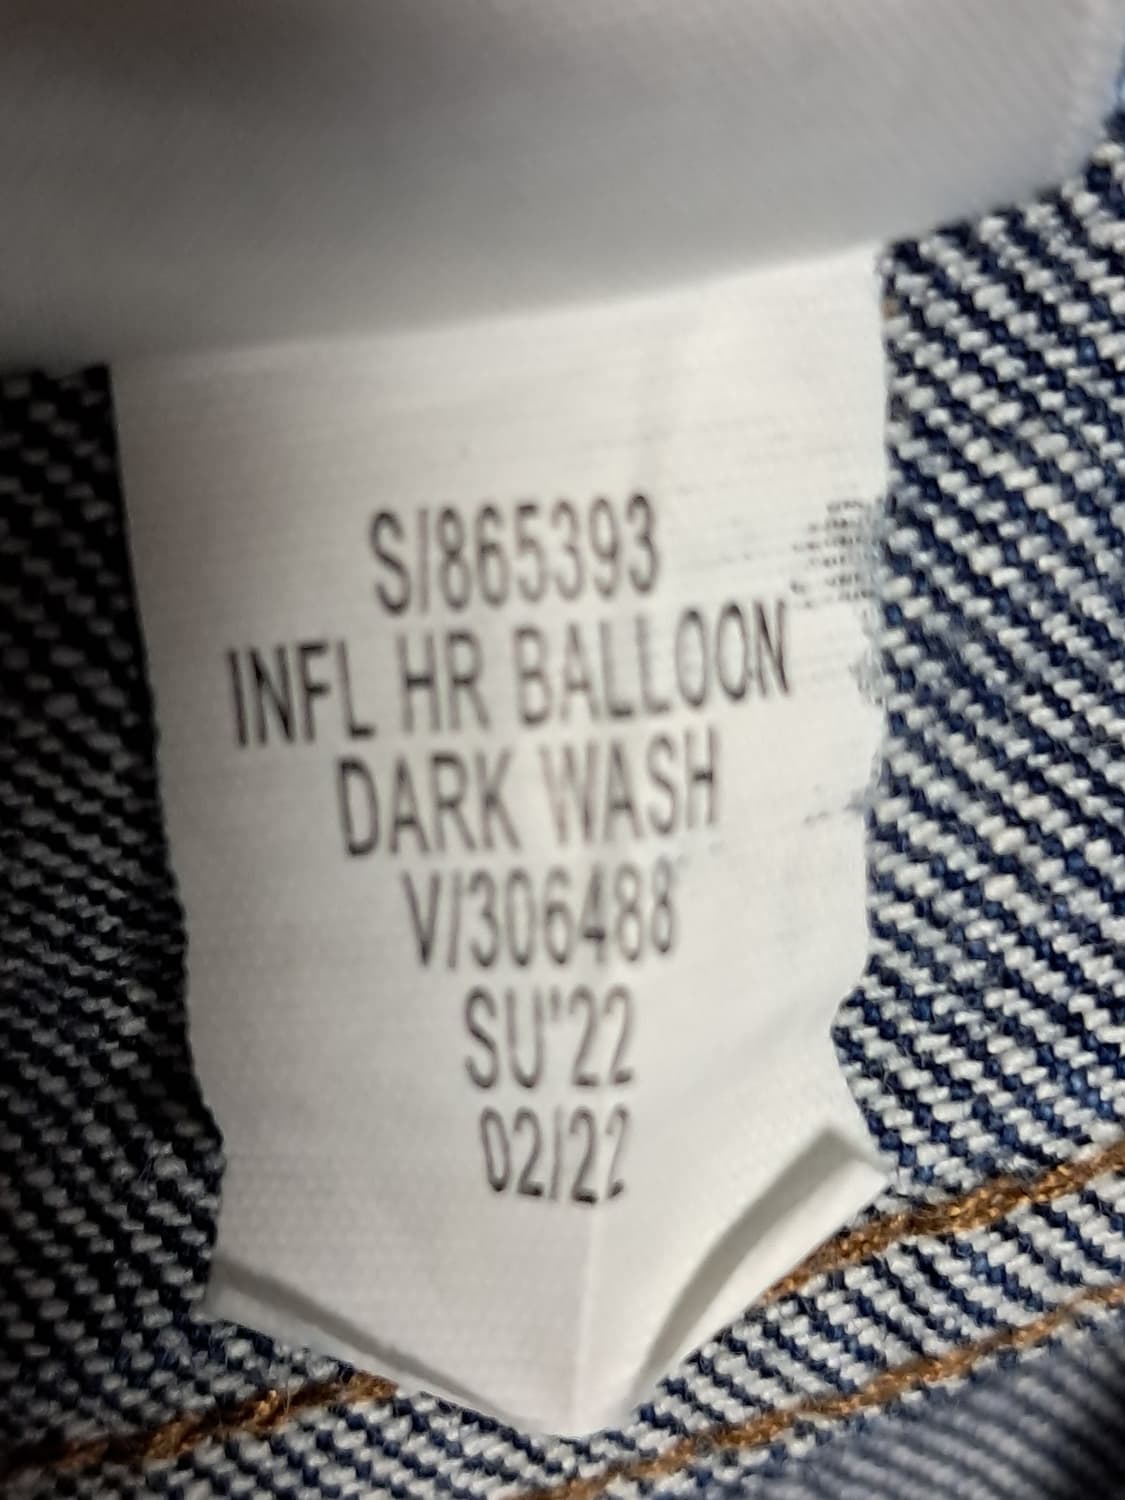 S/865393
INFL HR BALLOON
DARK WASH
V/306488
SU'22
02/22